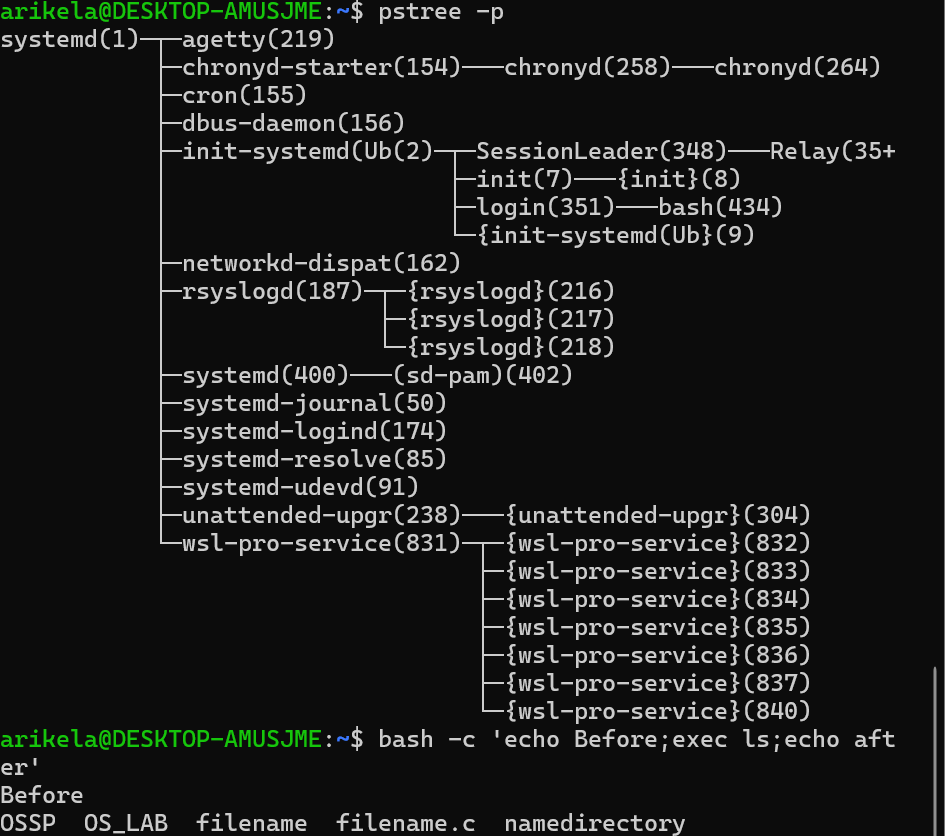 arikela@DESKTOP-AMUSJME:~$ pstree -p
systemd(1)─┬─agetty(219)
           ├─chronyd-starter(154)───chronyd(258)───chronyd(264)
           ├─cron(155)
           ├─dbus-daemon(156)
           ├─init-systemd(Ub(2)─┬─SessionLeader(348)───Relay(35+
           │                    ├─init(7)───{init}(8)
           │                    ├─login(351)───bash(434)
           │                    └─{init-systemd(Ub}(9)
           ├─networkd-dispat(162)
           ├─rsyslogd(187)─┬─{rsyslogd}(216)
           │               ├─{rsyslogd}(217)
           │               └─{rsyslogd}(218)
           ├─systemd(400)───(sd-pam)(402)
           ├─systemd-journal(50)
           ├─systemd-logind(174)
           ├─systemd-resolve(85)
           ├─systemd-udevd(91)
           ├─unattended-upgr(238)───{unattended-upgr}(304)
           └─wsl-pro-service(831)─┬─{wsl-pro-service}(832)
                                  ├─{wsl-pro-service}(833)
                                  ├─{wsl-pro-service}(834)
                                  ├─{wsl-pro-service}(835)
                                  ├─{wsl-pro-service}(836)
                                  ├─{wsl-pro-service}(837)
                                  └─{wsl-pro-service}(840)
arikela@DESKTOP-AMUSJME:~$ bash -c 'echo Before;exec ls;echo aft
er'
Before
OSSP  OS_LAB  filename  filename.c  namedirectory